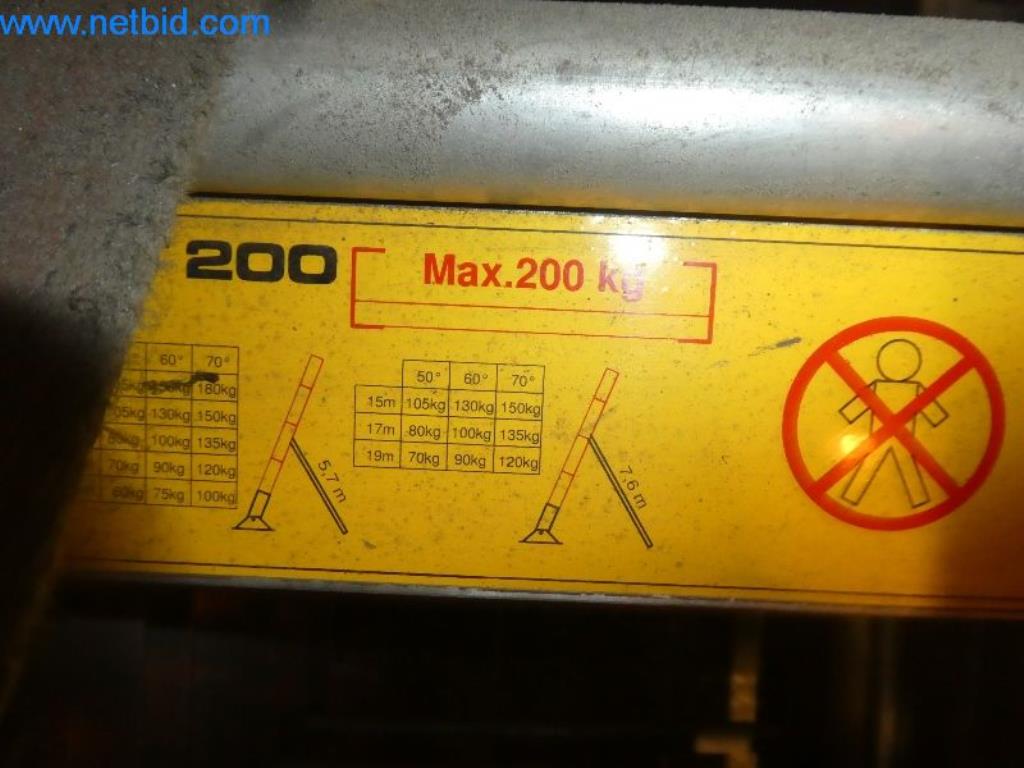 www.netbid.com
200
Max.200 kg
60° 70°
180kg
05kg 130kg 150kg
100kg 135kg
70kg 90kg 120kg
60kg 75kg 100kg
5,7 m
50° 60° 70°
15m 105kg 130kg 150kg
17m 80kg 100kg 135kg
19m 70kg 90kg 120kg
7,6 m